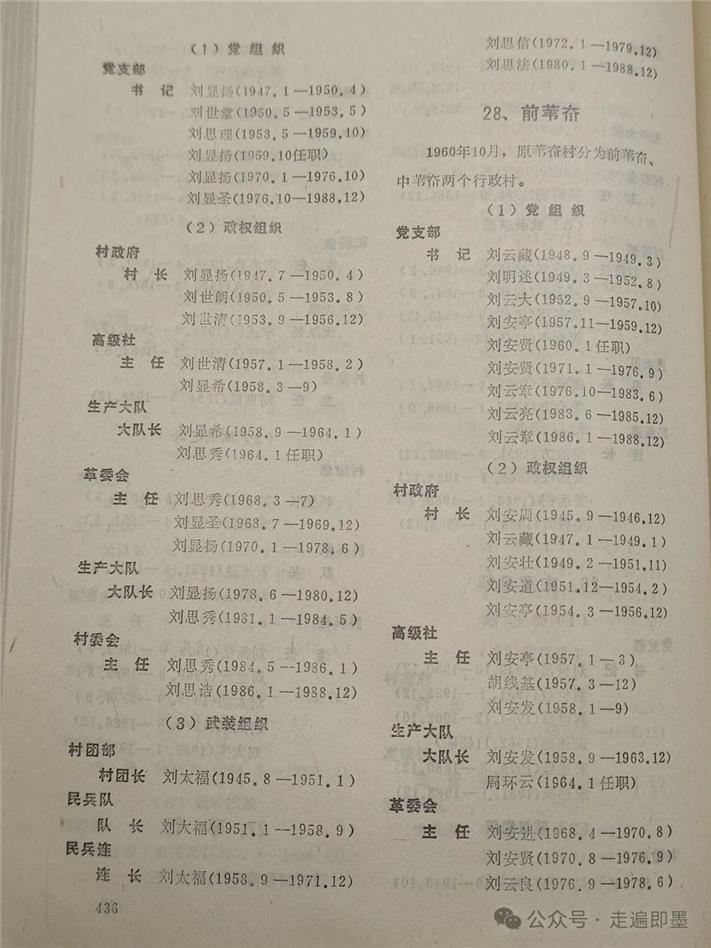 (1) 党 组 织
党支部
书 记 刘显扬(1947.1—1950.4)
刘世堂(1950.5—1953.5)
刘思理(1953.5—1959.10)
刘显扬(1959.10任职)
刘显扬(1970.1—1976.10)
刘显圣(1976.10—1988.12)
(2) 政权组织
村政府
村 长 刘显扬(1947.7—1950.4)
刘世朗(1950.5—1953.8)
刘世清(1953.9—1956.12)
高级社
主 任 刘世清(1957.1—1958.2)
刘显希(1958.3—9)
生产大队
大队长 刘显希(1958.9—1964.1)
刘思秀(1964.1任职)
革委会
主 任 刘思秀(1968.3—7)
刘显圣(1968.7—1969.12)
刘显扬(1970.1—1978.6)
生产大队
大队长 刘显扬(1978.6—1980.12)
刘思秀(1981.1—1984.5)
村委会
主 任 刘思秀(1984.5—1986.1)
刘思诰(1986.1—1988.12)
(3) 武装组织
村团部
村团长 刘太福(1945.8—1951.1)
民兵队
队 长 刘太福(1951.1—1958.9)
民兵连
连 长 刘太福(1958.9—1971.12)
436
刘思信(1972.1—1979.12)
刘思法(1980.1—1988.12)
28、前苇夼
1960年10月,原苇夼村分为前苇夼、
中苇夼两个行政村。
(1) 党 组 织
党支部
书 记 刘云藏(1948.9—1949.3)
刘明述(1949.3—1952.8)
刘云大(1952.9—1957.10)
刘安亭(1957.11—1959.12)
刘安贤(1960.1任职)
刘安贤(1971.1—1976.9)
刘云章(1976.10—1983.6)
刘云亮(1983.6—1985.12)
刘云章(1986.1—1988.12)
(2) 政权组织
村政府
村 长 刘安周(1945.9—1946.12)
刘云藏(1947.1—1949.1)
刘安壮(1949.2—1951.11)
刘安道(1951.12—1954.2)
刘安亭(1954.3—1956.12)
高级社
主 任 刘安亭(1957.1—3)
胡线基(1957.3—12)
刘安发(1958.1—9)
生产大队
大队长 刘安发(1958.9—1963.12)
周环云(1964.1任职)
革委会
主 任 刘安进(1968.4—1970.8)
刘安贤(1970.8—1976.9)
刘云良(1976.9—1978.6)
公众号·走遍即墨